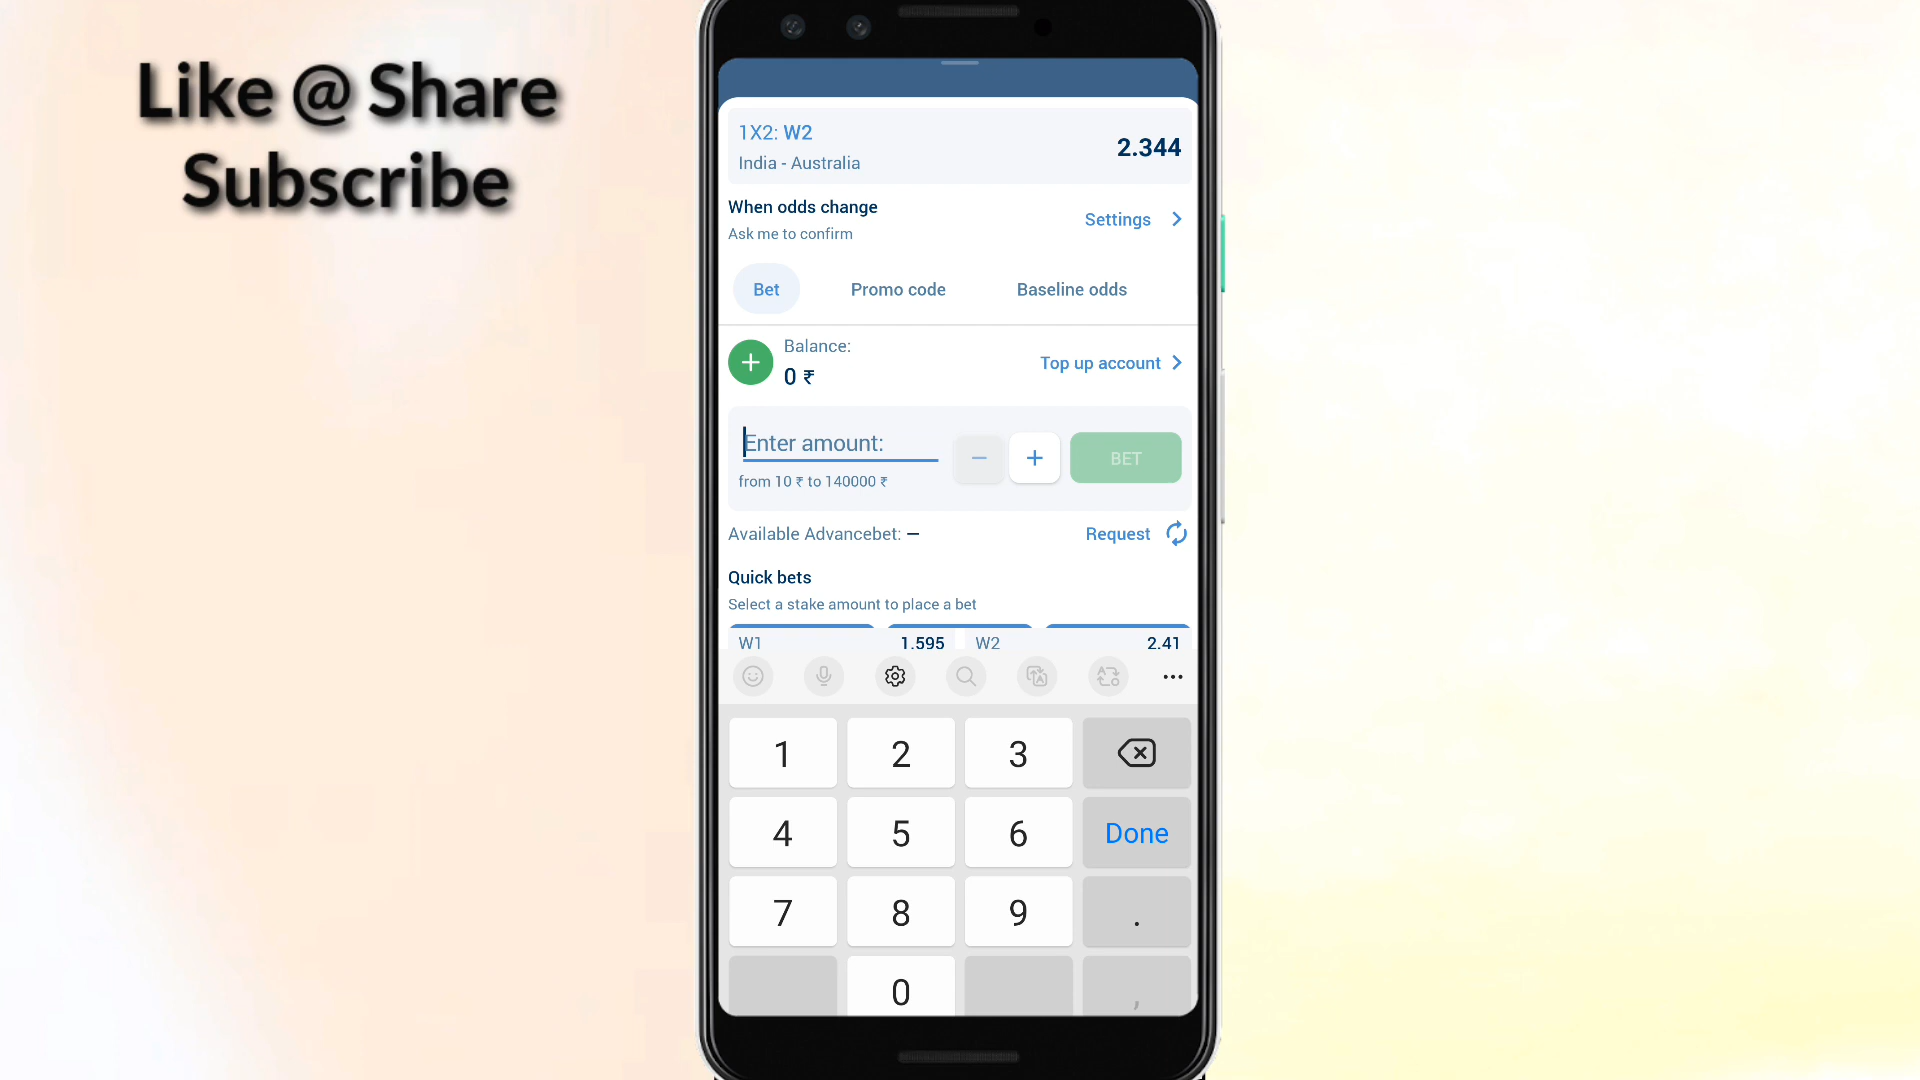 Like @ Share
Subscribe
1X2: W2
India - Australia
2.344
When odds change
Ask me to confirm
Settings
Bet
Promo code
Baseline odds
Balance:
0 ₹
Top up account
Enter amount:
from 10 ₹ to 140000 ₹
BET
Available Advancebet: –
Request
Quick bets
Select a stake amount to place a bet
W1 1.595 W2 2.41
1 2 3
4 5 6 Done
7 8 9 .
0 ,